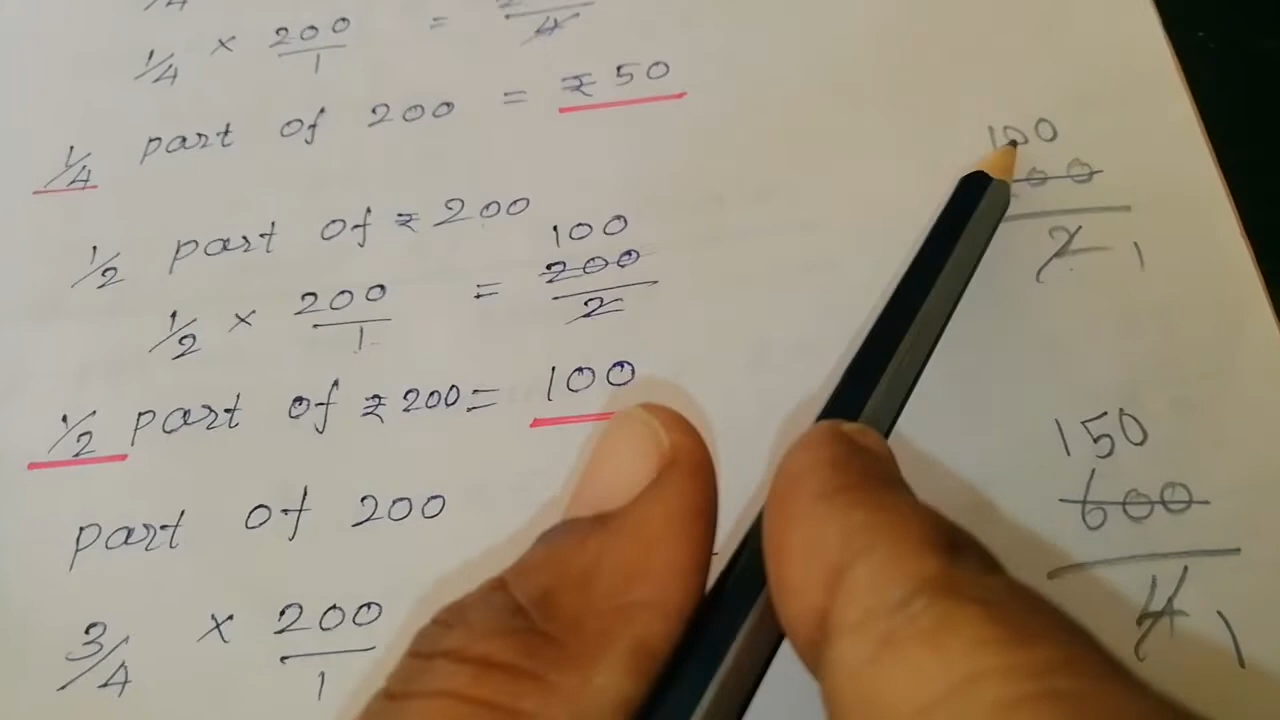 1/4 × 200/1 =
4
1/4 part of 200 = ₹50
1/2 part of ₹200
100
1/2 × 200/1 = 200/2
1/2 part of ₹200 = 100
part of 200
3/4 × 200/1
100
00
2 1
150
600
4 1